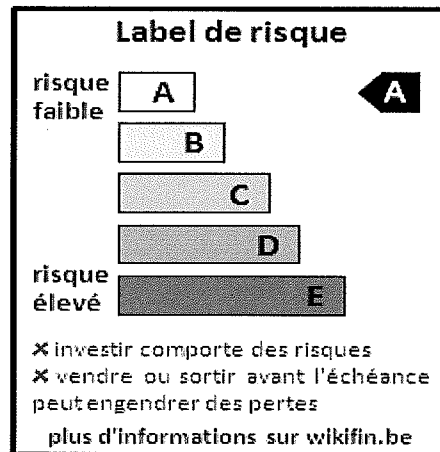 Label de risque
risque
faible
A
A
B
C
D
risque
élevé
E
× investir comporte des risques
× vendre ou sortir avant l'échéance
peut engendrer des pertes
plus d'informations sur wikifin.be